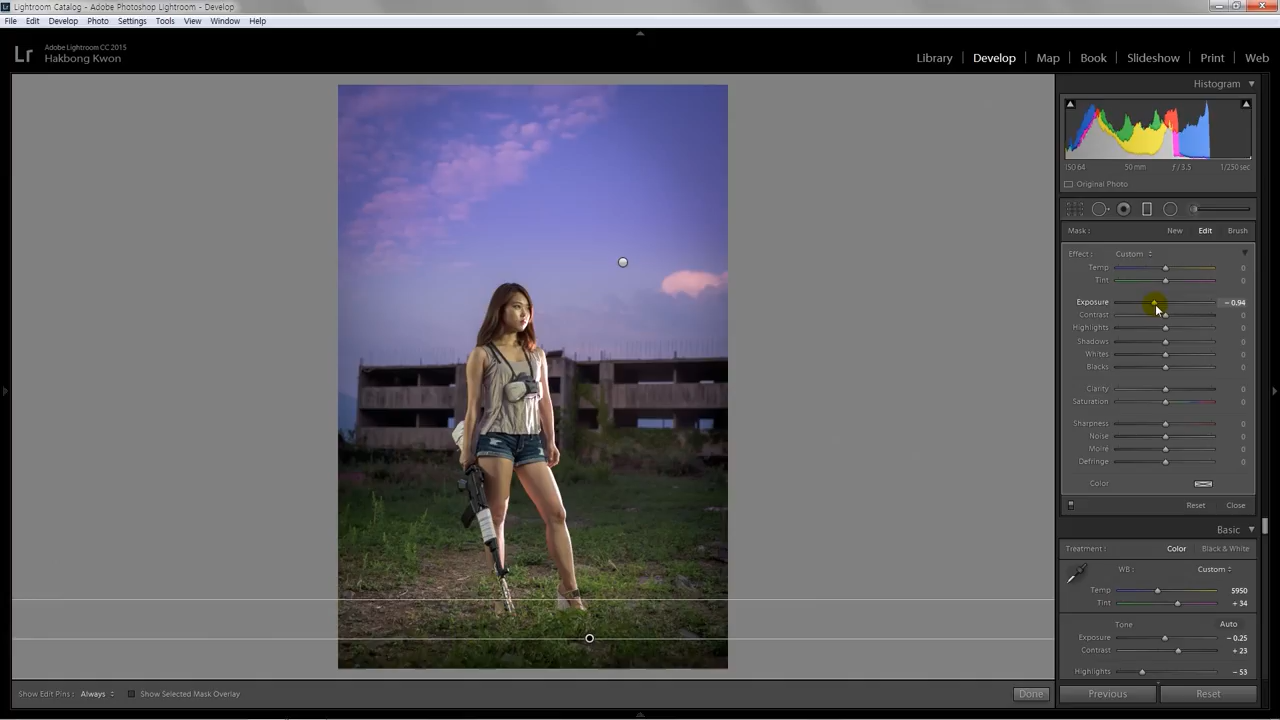 Lightroom Catalog - Adobe Photoshop Lightroom - Develop
File Edit Develop Photo Settings Tools View Window Help
Lr Adobe Lightroom CC 2015
Hakbong Kwon
Library | Develop | Map | Book | Slideshow | Print | Web
Histogram
ISO 64 50 mm ƒ / 3.5 1/250 sec
Original Photo
Mask : New Edit Brush
Effect : Custom
Temp 0
Tint 0
Exposure - 0.94
Contrast 0
Highlights 0
Shadows 0
Whites 0
Blacks 0
Clarity 0
Saturation 0
Sharpness 0
Noise 0
Moiré 0
Defringe 0
Color
Reset Close
Basic
Treatment : Color Black & White
WB : Custom
Temp 5950
Tint + 34
Tone Auto
Exposure - 0.25
Contrast + 23
Highlights - 53
Show Edit Pins : Always Show Selected Mask Overlay Done Previous Reset